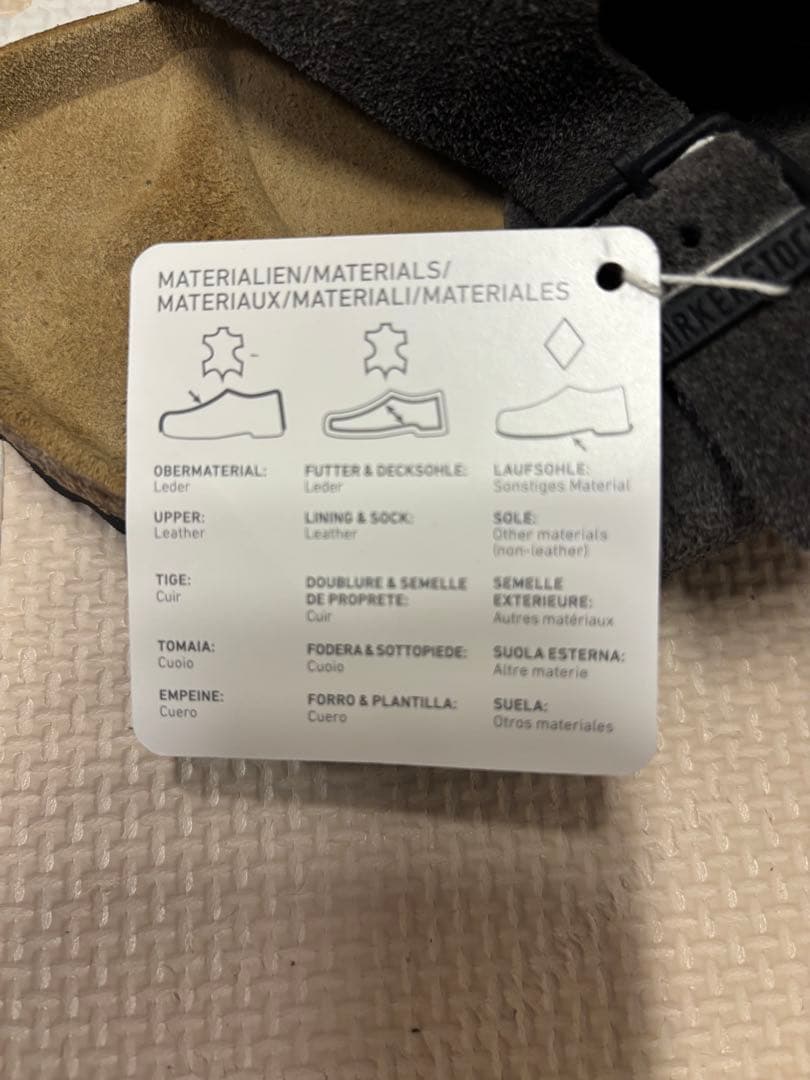 MATERIALIEN/MATERIALS/
MATERIAUX/MATERIALI/MATERIALES
OBERMATERIAL:
Leder
FUTTER & DECKSOHLE:
Leder
LAUFSOHLE:
Sonstiges Material
UPPER:
Leather
LINING & SOCK:
Leather
SOLE:
Other materials
(non-leather)
TIGE:
Cuir
DOUBLURE & SEMELLE
DE PROPRETE:
Cuir
SEMELLE
EXTERIEURE:
Autres matériaux
TOMAIA:
Cuoio
FODERA & SOTTOPIEDE:
Cuoio
SUOLA ESTERNA:
Altre materie
EMPEINE:
Cuero
FORRO & PLANTILLA:
Cuero
SUELA:
Otros materiales